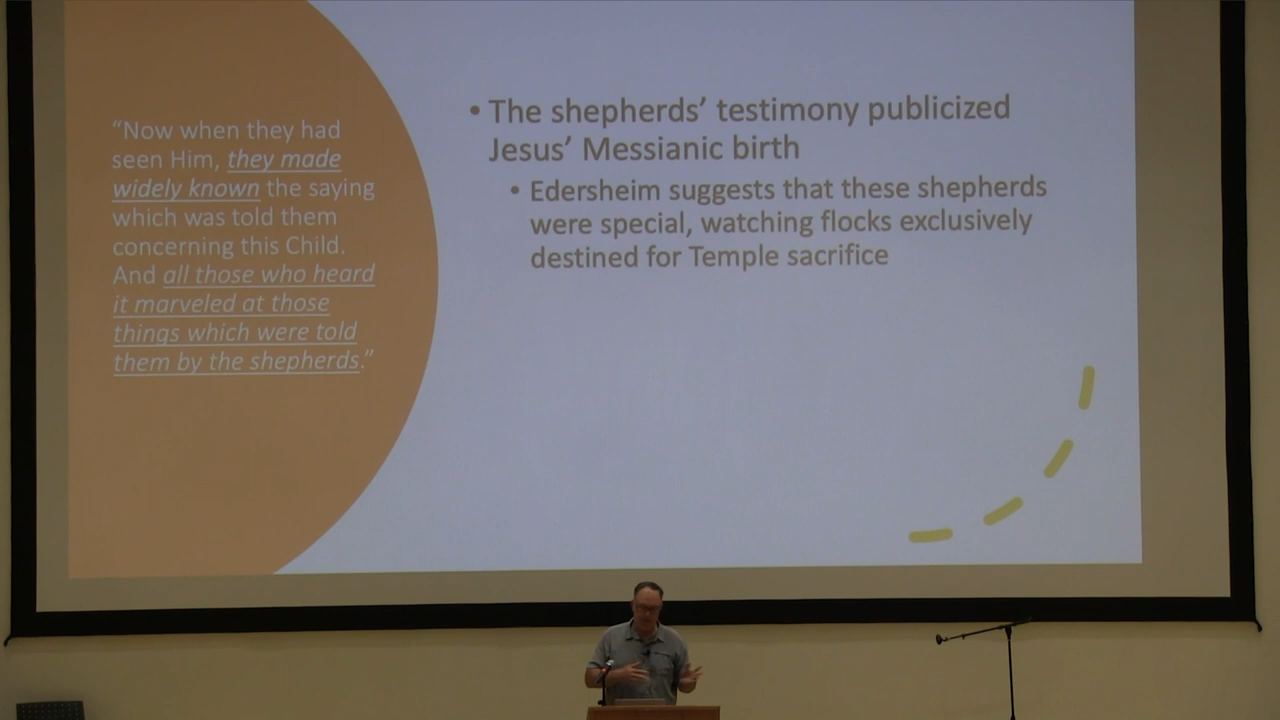 “Now when they had
seen Him, they made
widely known the saying
which was told them
concerning this Child.
And all those who heard
it marveled at those
things which were told
them by the shepherds.”
• The shepherds’ testimony publicized
Jesus’ Messianic birth
• Edersheim suggests that these shepherds
were special, watching flocks exclusively
destined for Temple sacrifice